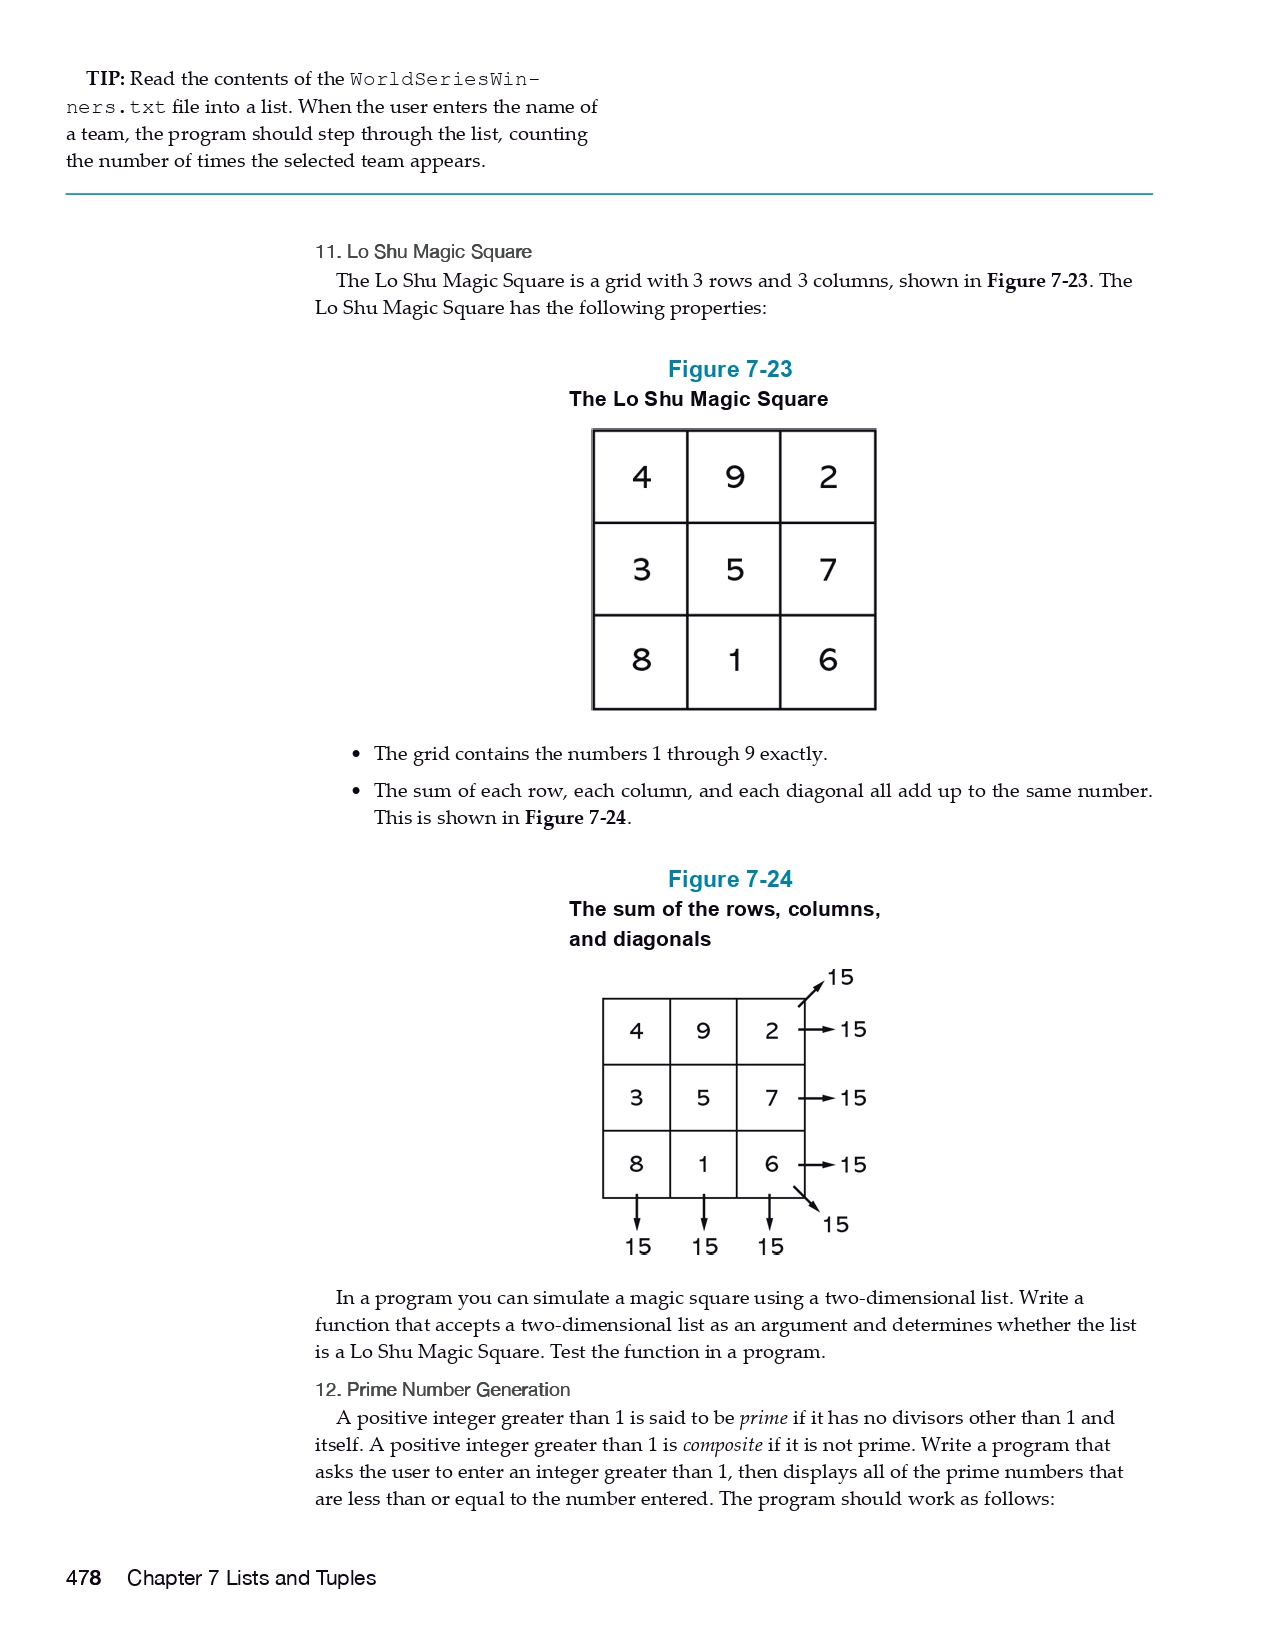 TIP: Read the contents of the WorldSeriesWin-
ners.txt file into a list. When the user enters the name of
a team, the program should step through the list, counting
the number of times the selected team appears.
11. Lo Shu Magic Square
The Lo Shu Magic Square is a grid with 3 rows and 3 columns, shown in Figure 7-23. The
Lo Shu Magic Square has the following properties:
Figure 7-23
The Lo Shu Magic Square
4 9 2
3 5 7
8 1 6
• The grid contains the numbers 1 through 9 exactly.
• The sum of each row, each column, and each diagonal all add up to the same number.
This is shown in Figure 7-24.
Figure 7-24
The sum of the rows, columns,
and diagonals
15
4 9 2 15
3 5 7 15
8 1 6 15
15
15 15 15
In a program you can simulate a magic square using a two-dimensional list. Write a
function that accepts a two-dimensional list as an argument and determines whether the list
is a Lo Shu Magic Square. Test the function in a program.
12. Prime Number Generation
A positive integer greater than 1 is said to be prime if it has no divisors other than 1 and
itself. A positive integer greater than 1 is composite if it is not prime. Write a program that
asks the user to enter an integer greater than 1, then displays all of the prime numbers that
are less than or equal to the number entered. The program should work as follows:
478 Chapter 7 Lists and Tuples